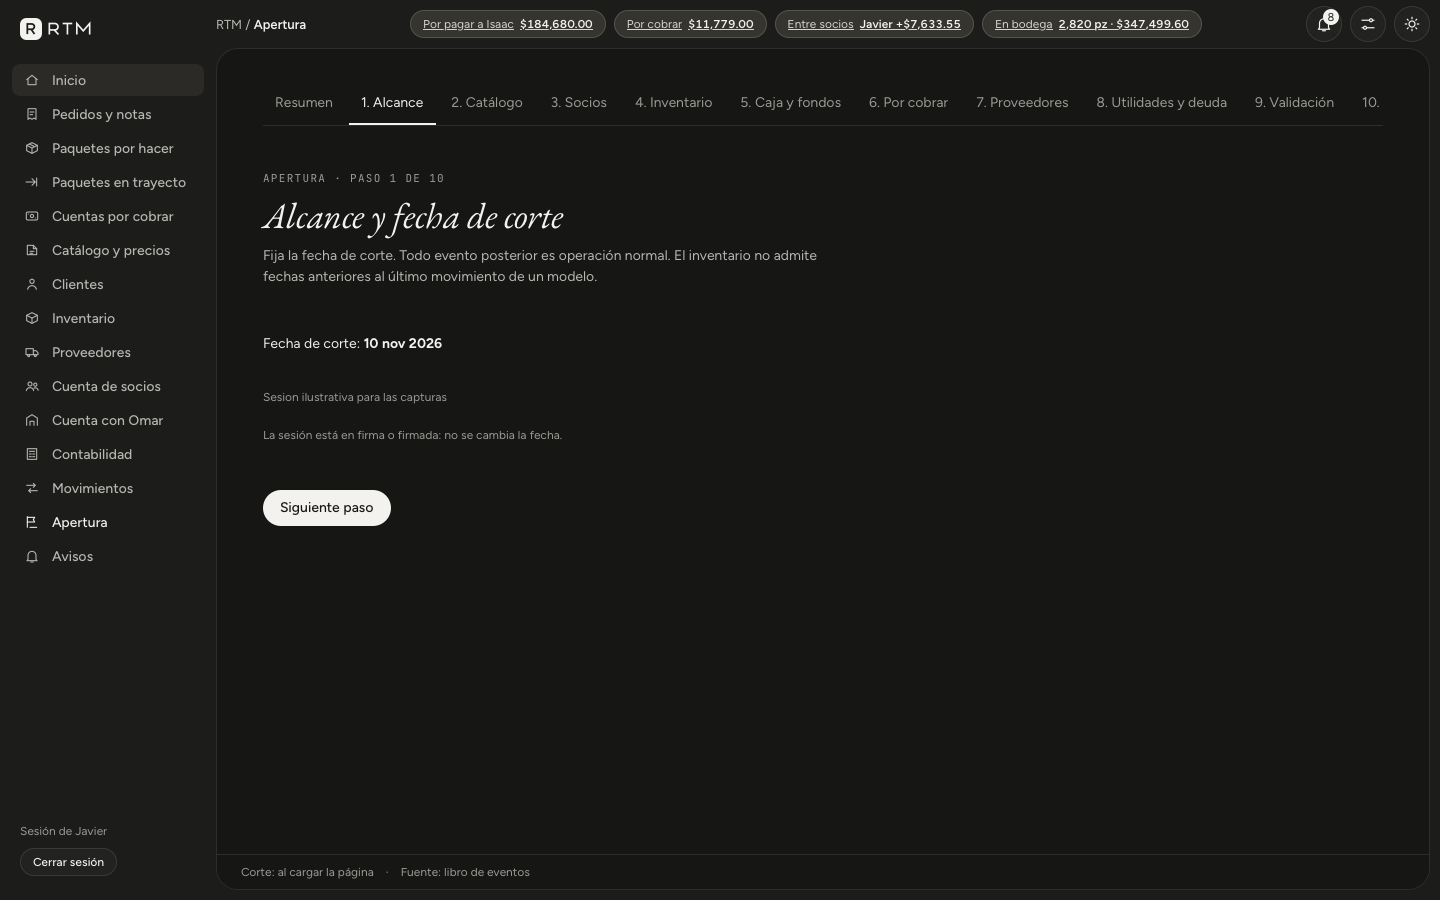 R RTM
RTM / Apertura
Por pagar a Isaac $184,680.00
Por cobrar $11,779.00
Entre socios Javier +$7,633.55
En bodega 2,820 pz · $347,499.60
8
Inicio
Pedidos y notas
Paquetes por hacer
Paquetes en trayecto
Cuentas por cobrar
Catálogo y precios
Clientes
Inventario
Proveedores
Cuenta de socios
Cuenta con Omar
Contabilidad
Movimientos
Apertura
Avisos
Sesión de Javier
Cerrar sesión
Resumen
1. Alcance
2. Catálogo
3. Socios
4. Inventario
5. Caja y fondos
6. Por cobrar
7. Proveedores
8. Utilidades y deuda
9. Validación
10.
APERTURA · PASO 1 DE 10
Alcance y fecha de corte
Fija la fecha de corte. Todo evento posterior es operación normal. El inventario no admite
fechas anteriores al último movimiento de un modelo.
Fecha de corte: 10 nov 2026
Sesion ilustrativa para las capturas
La sesión está en firma o firmada: no se cambia la fecha.
Siguiente paso
Corte: al cargar la página · Fuente: libro de eventos